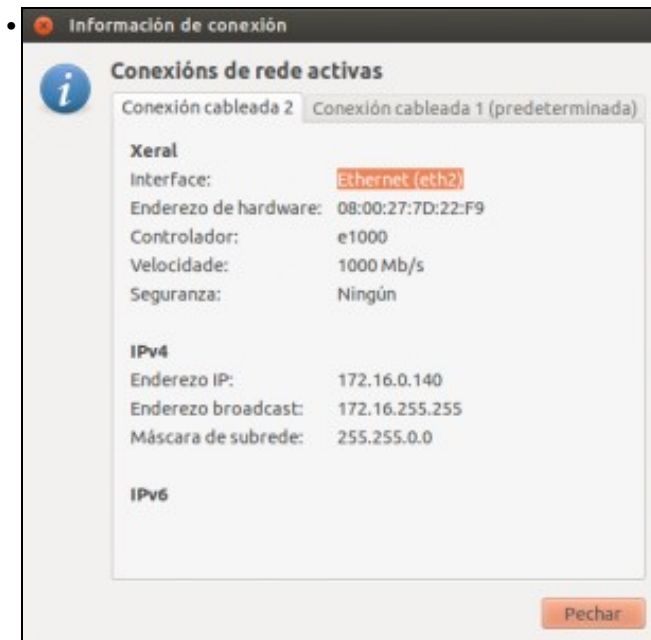 Información de conexión
Conexións de rede activas
Conexión cableada 2 Conexión cableada 1 (predeterminada)
Xeral
Interface: Ethernet (eth2)
Enderezo de hardware: 08:00:27:7D:22:F9
Controlador: e1000
Velocidade: 1000 Mb/s
Seguranza: Ningún
IPv4
Enderezo IP: 172.16.0.140
Enderezo broadcast: 172.16.255.255
Máscara de subrede: 255.255.0.0
IPv6
Pechar